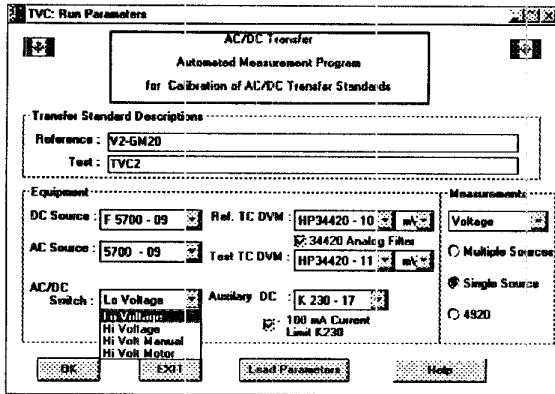 TVC: Run Parameters
AC/DC Transfer
Automated Measurement Program
for Calibration of AC/DC Transfer Standards
Transfer Standard Descriptions
Reference : V2-GM20
Test : TVC2
Equipment
DC Source : F 5700 - 09
Ref. TC DVM : HP34420 - 10 mV
34420 Analog Filter
AC Source : 5700 - 09
Test TC DVM : HP34420 - 11 mV
AC/DC
Switch : Lo Voltage
Auxilary DC : K 230 - 17
100 mA Current
Limit K230
Lo Voltage
Hi Voltage
Hi Volt Manual
Hi Volt Motor
Measurements
Voltage
Multiple Sources
Single Source
4920
OK
EXIT
Load Parameters
Help